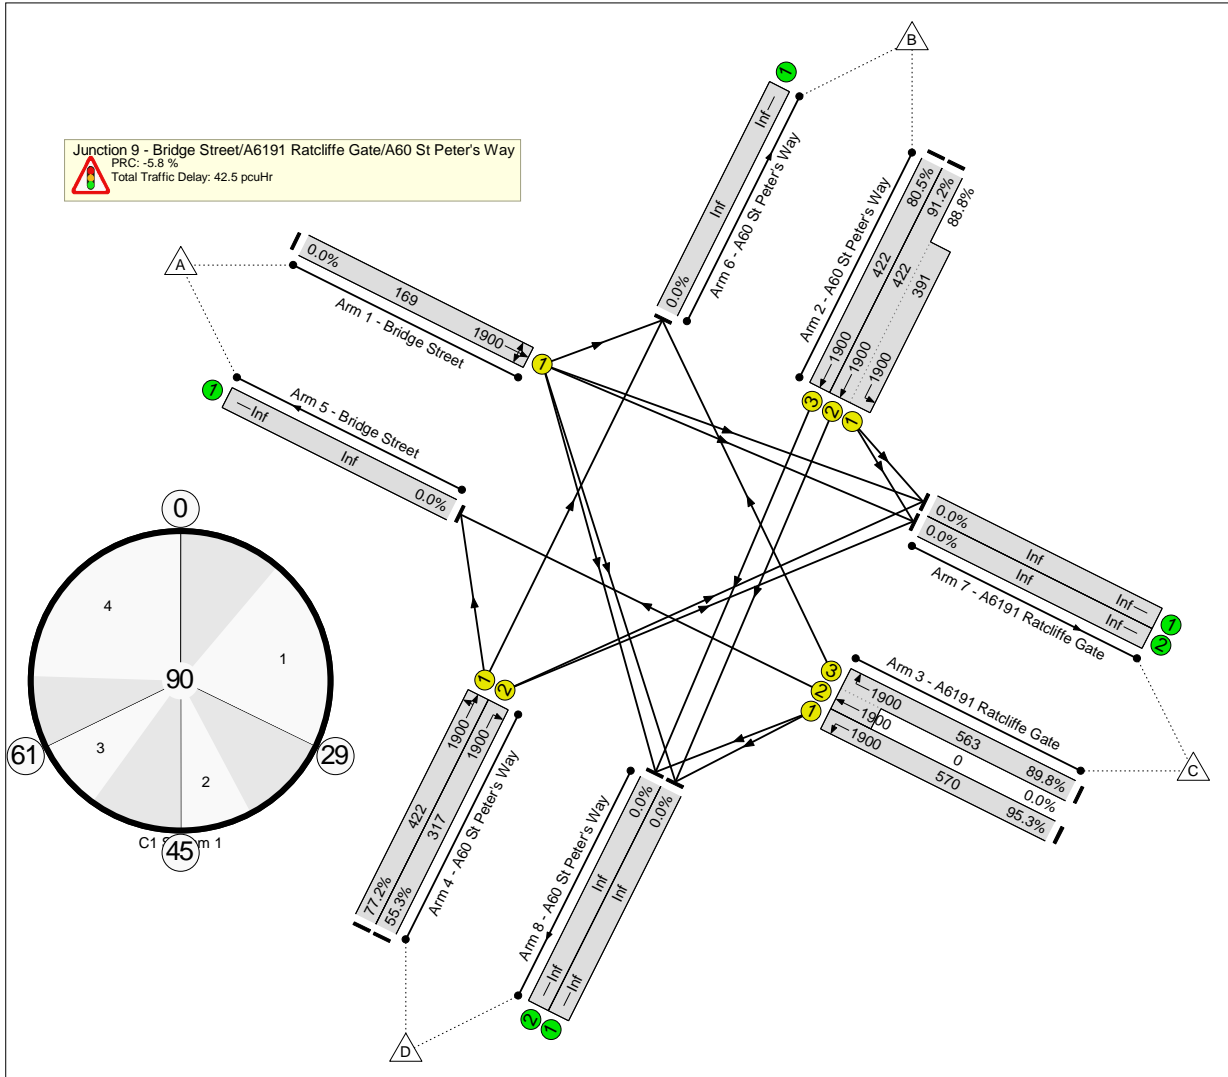 B
1
Junction 9 - Bridge Street/A6191 Ratcliffe Gate/A60 St Peter's Way
PRC: -5.8 %
Total Traffic Delay: 42.5 pcuHr
Inf
Inf
0.0%
Arm 6 - A60 St Peter's Way
Arm 2 - A60 St Peter's Way
80.5%
91.2%
88.8%
422
422
391
1900
1900
1900
3
2
1
A
0.0%
169
1900
1
Arm 1 - Bridge Street
1
Arm 5 - Bridge Street
Inf
Inf
0.0%
0.0%
0.0%
Inf
Inf
Inf
Inf
1
2
Arm 7 - A6191 Ratcliffe Gate
0
4
1
90
61
3
2
29
45
C1
m 1
1
2
1900
1900
422
317
77.2%
55.3%
Arm 4 - A60 St Peter's Way
3
2
1
Arm 3 - A6191 Ratcliffe Gate
1900
1900
1900
563
0
570
89.8%
0.0%
95.3%
C
Arm 8 - A60 St Peter's Way
0.0%
0.0%
Inf
Inf
Inf
Inf
2
1
D